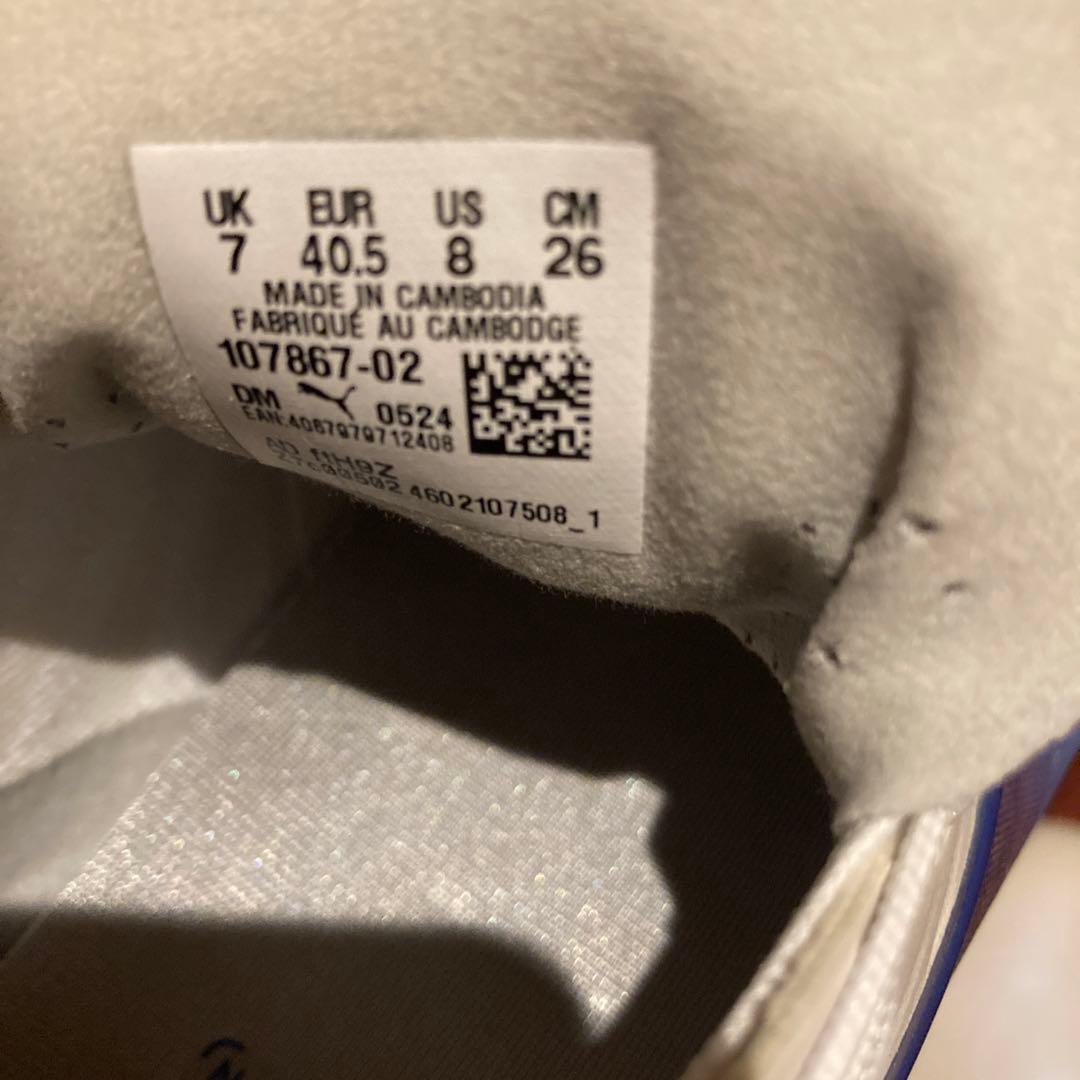 UK EUR US CM
7 40.5 8 26
MADE IN CAMBODIA
FABRIQUÉ AU CAMBODGE
107867-02
DM 0524
EAN:4067979712408
4602107508_1